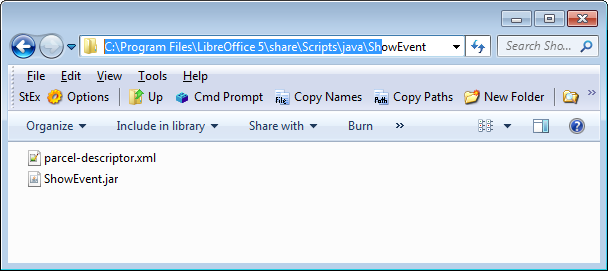 C:\Program Files\LibreOffice 5\share\Scripts\java\ShowEvent
Search Sho...
File Edit View Tools Help
StEx Options Up Cmd Prompt File Copy Names Path Copy Paths New Folder »
Organize Include in library Share with Burn »
parcel-descriptor.xml
ShowEvent.jar